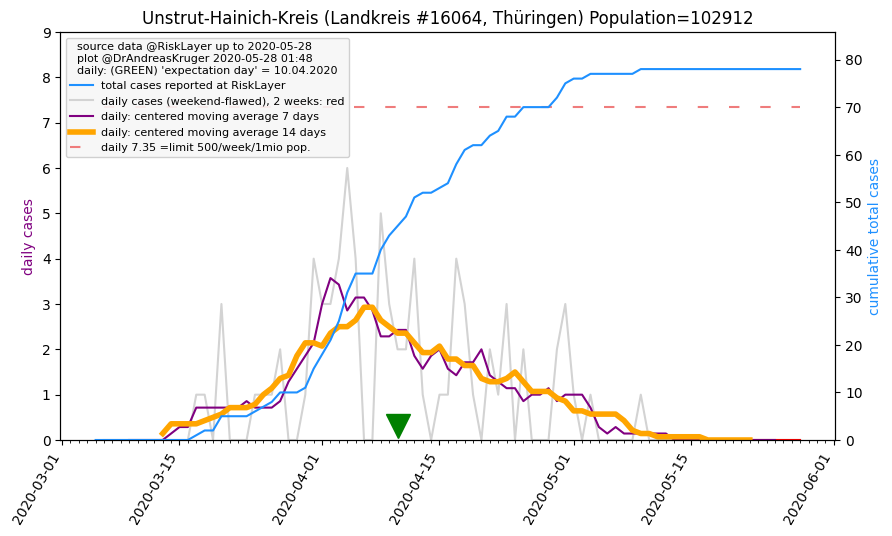 Unstrut-Hainich-Kreis (Landkreis #16064, Thüringen) Population=102912
source data @RiskLayer up to 2020-05-28
plot @DrAndreasKruger 2020-05-28 01:48
daily: (GREEN) 'expectation day' = 10.04.2020
total cases reported at RiskLayer
daily cases (weekend-flawed), 2 weeks: red
daily: centered moving average 7 days
daily: centered moving average 14 days
daily 7.35 =limit 500/week/1mio pop.
daily cases
9
8
7
6
5
4
3
2
1
0
cumulative total cases
80
70
60
50
40
30
20
10
0
2020-03-01
2020-03-15
2020-04-01
2020-04-15
2020-05-01
2020-05-15
2020-06-01